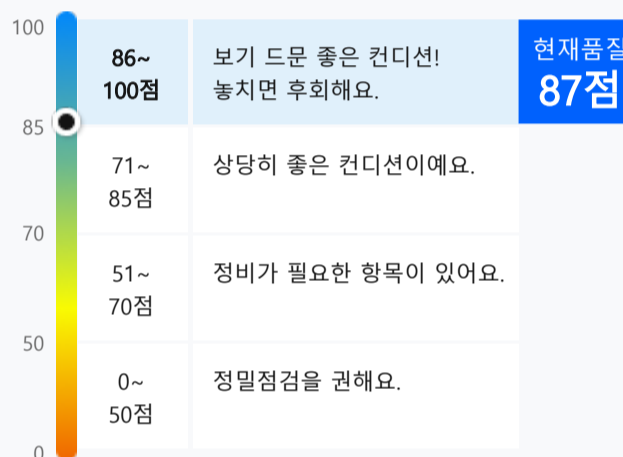 100
86~
100점
보기 드문 좋은 컨디션!
놓치면 후회해요.
현재품질
87점
85
71~
85점
상당히 좋은 컨디션이예요.
70
51~
70점
정비가 필요한 항목이 있어요.
50
0~
50점
정밀점검을 권해요.
0